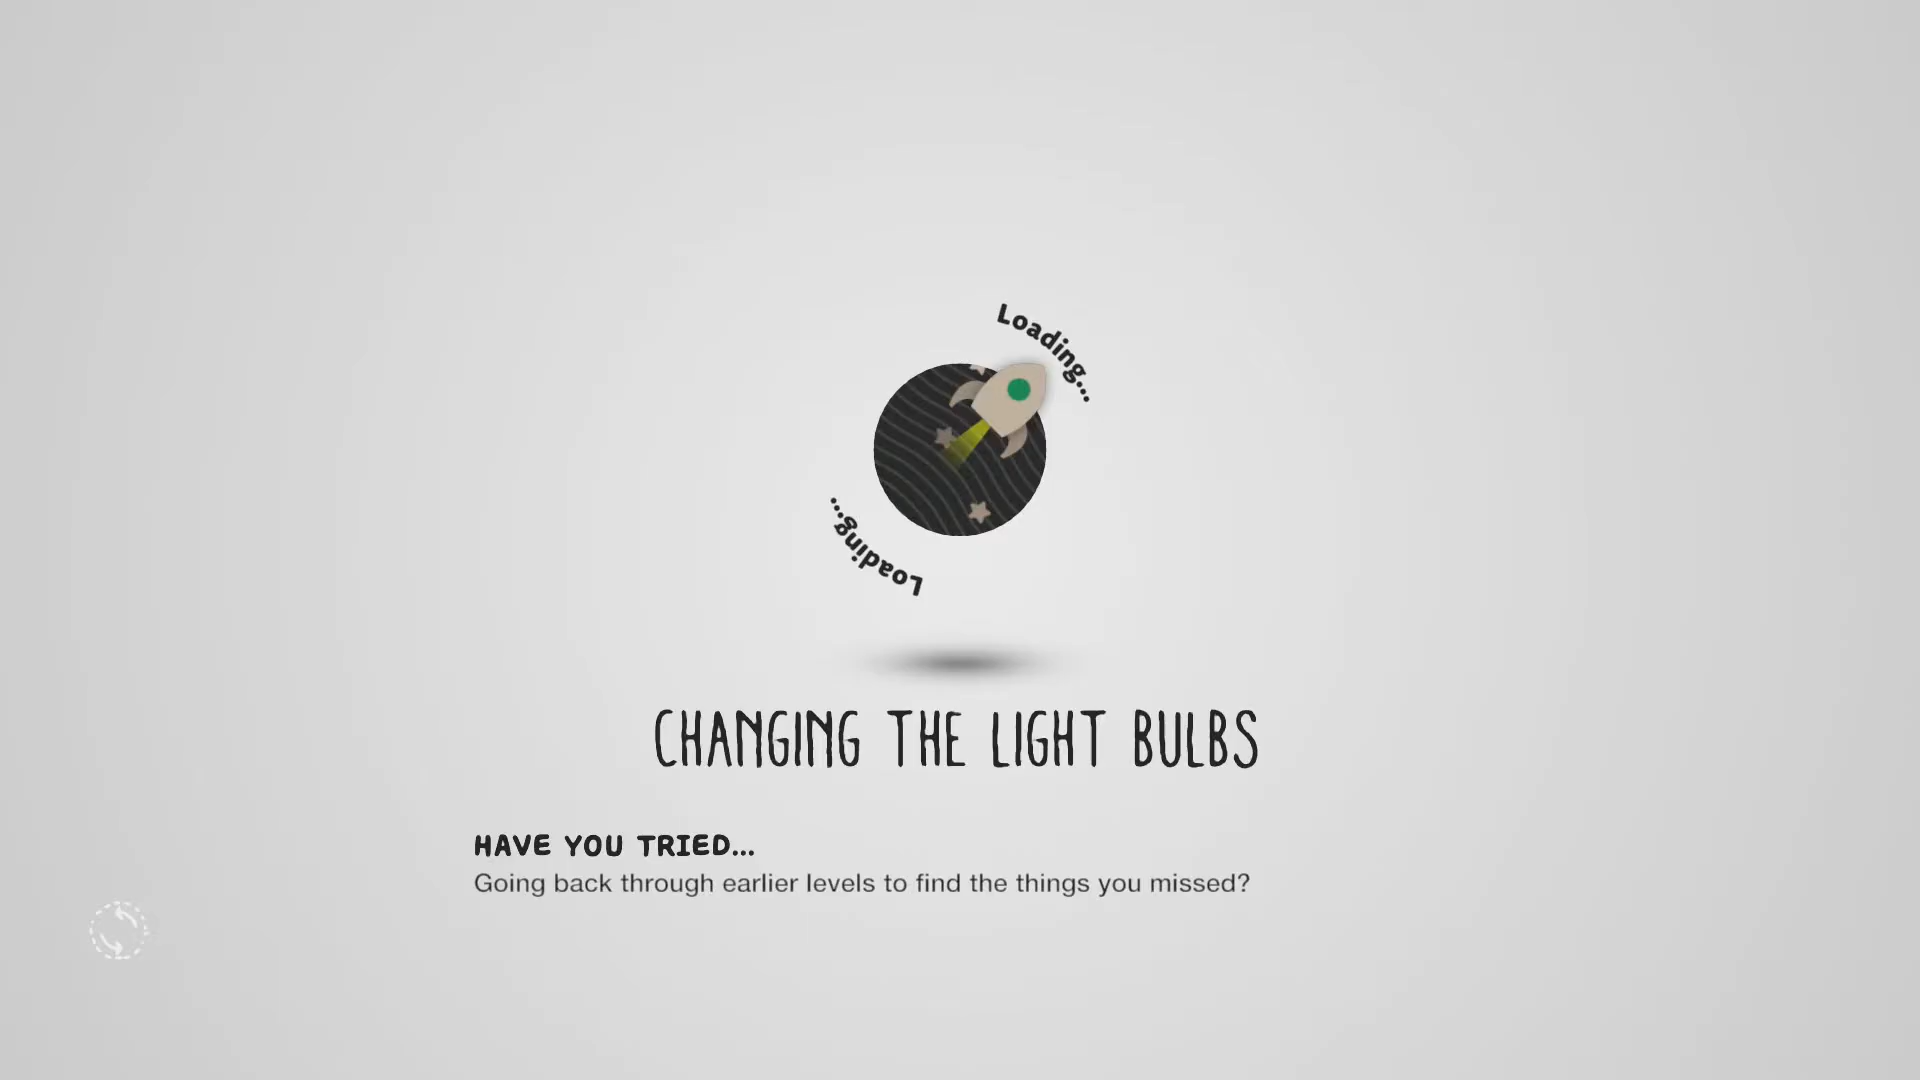 Loading...
Loading...
CHANGING THE LIGHT BULBS
HAVE YOU TRIED...
Going back through earlier levels to find the things you missed?